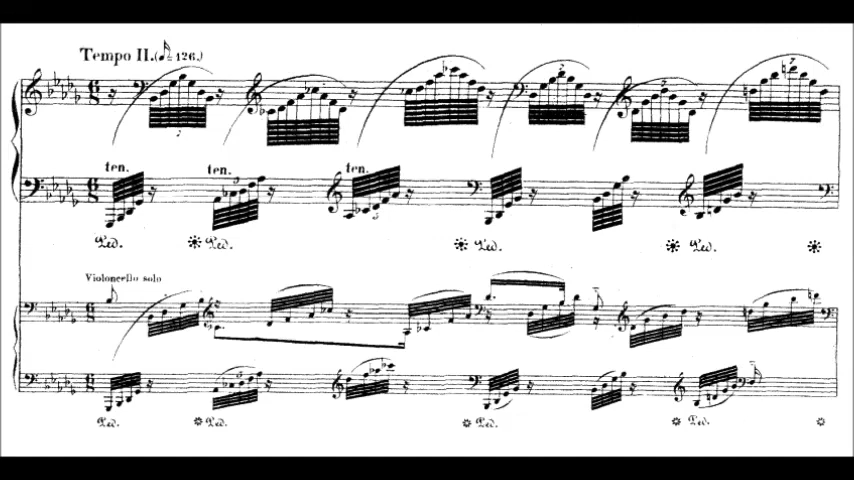 Tempo II. (♪ = 126.)
ten. ten. ten.
Ped. * Ped. * Ped. * Ped. *
Violoncello solo
Ped. * Ped. * Ped. * Ped. *